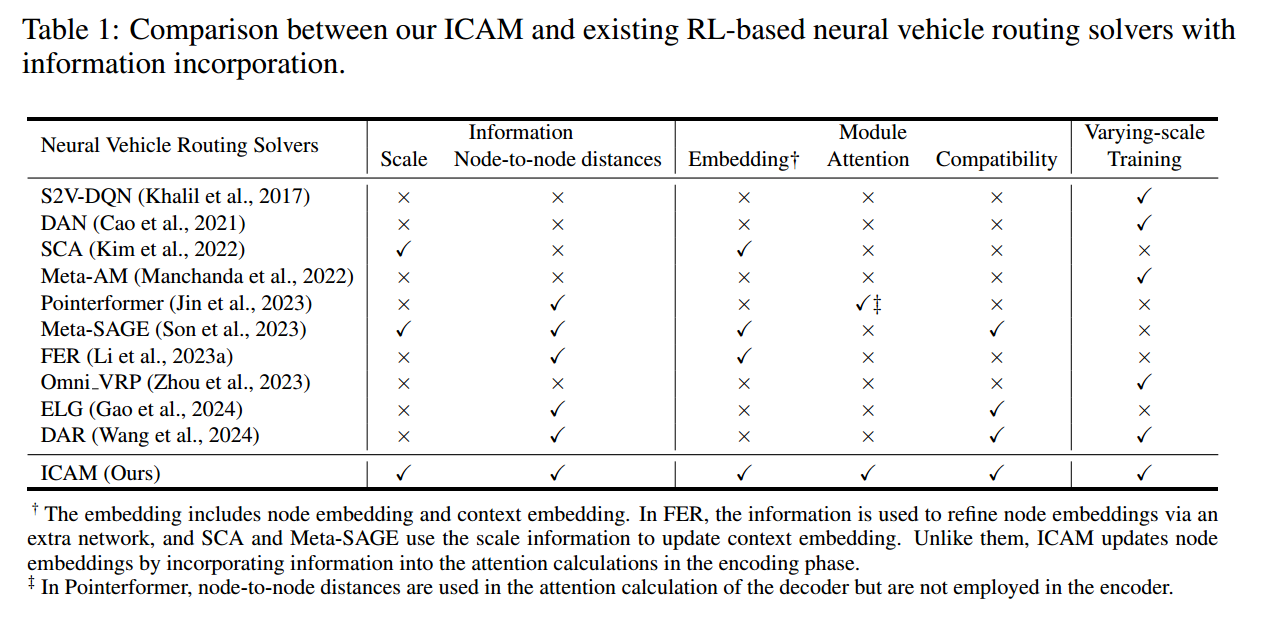 Table 1: Comparison between our ICAM and existing RL-based neural vehicle routing solvers with
information incorporation.
Neural Vehicle Routing Solvers Information Module Varying-scale
Scale Node-to-node distances Embedding† Attention Compatibility Training
S2V-DQN (Khalil et al., 2017) × × × × × ✓
DAN (Cao et al., 2021) × × × × × ✓
SCA (Kim et al., 2022) ✓ × ✓ × × ×
Meta-AM (Manchanda et al., 2022) × × × × × ✓
Pointerformer (Jin et al., 2023) × ✓ × ✓‡ × ×
Meta-SAGE (Son et al., 2023) ✓ ✓ ✓ × ✓ ×
FER (Li et al., 2023a) × ✓ ✓ × × ×
Omni_VRP (Zhou et al., 2023) × × × × × ✓
ELG (Gao et al., 2024) × ✓ × × ✓ ×
DAR (Wang et al., 2024) × ✓ × × ✓ ✓
ICAM (Ours) ✓ ✓ ✓ ✓ ✓ ✓
† The embedding includes node embedding and context embedding. In FER, the information is used to refine node embeddings via an
extra network, and SCA and Meta-SAGE use the scale information to update context embedding. Unlike them, ICAM updates node
embeddings by incorporating information into the attention calculations in the encoding phase.
‡ In Pointerformer, node-to-node distances are used in the attention calculation of the decoder but are not employed in the encoder.